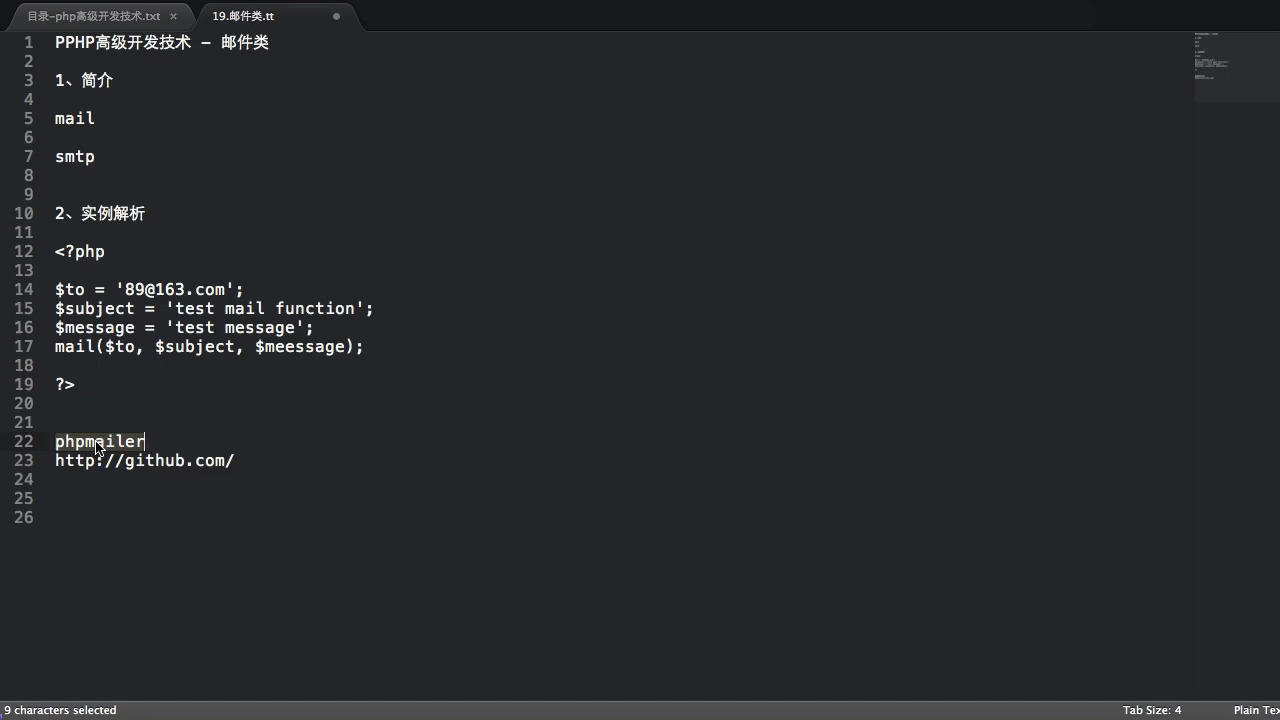 目录-php高级开发技术.txt ×
19.邮件类.tt
1 PPHP高级开发技术 - 邮件类
2
3 1、简介
4
5 mail
6
7 smtp
8
9
10 2、实例解析
11
12 <?php
13
14 $to = '89@163.com';
15 $subject = 'test mail function';
16 $message = 'test message';
17 mail($to, $subject, $meessage);
18
19 ?>
20
21
22 phpmailer
23 http://github.com/
24
25
26
9 characters selected
Tab Size: 4
Plain Tex